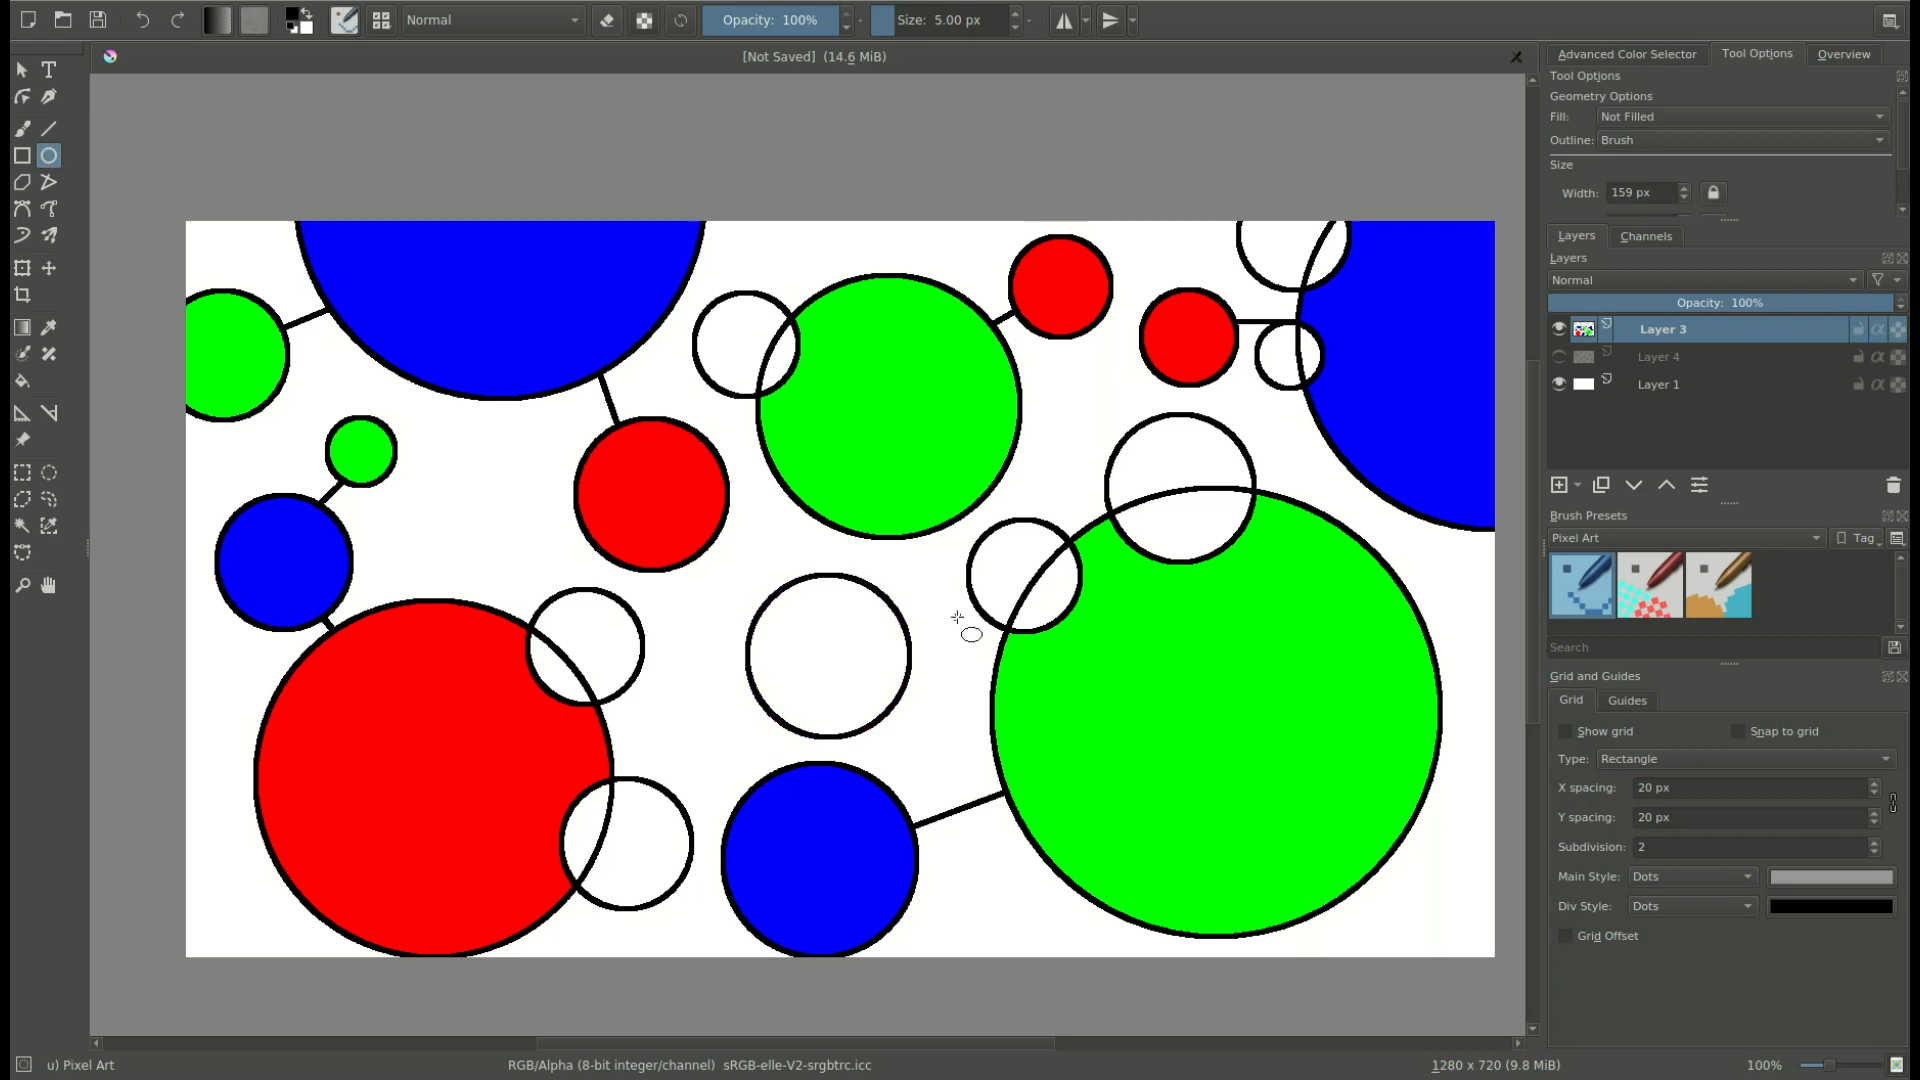 Normal
Opacity: 100%
Size: 5.00 px
[Not Saved] (14.6 MiB)
Advanced Color Selector
Tool Options
Overview
Tool Options
Geometry Options
Fill: Not Filled
Outline: Brush
Size
Width: 159 px
Layers
Channels
Layers
Normal
Opacity: 100%
Layer 3
Layer 4
Layer 1
Brush Presets
Pixel Art
Tag
Search
Grid and Guides
Grid
Guides
Show grid
Snap to grid
Type: Rectangle
X spacing: 20 px
Y spacing: 20 px
Subdivision: 2
Main Style: Dots
Div Style: Dots
Grid Offset
u) Pixel Art
RGB/Alpha (8-bit integer/channel) sRGB-elle-V2-srgbtrc.icc
1280 x 720 (9.8 MiB)
100%